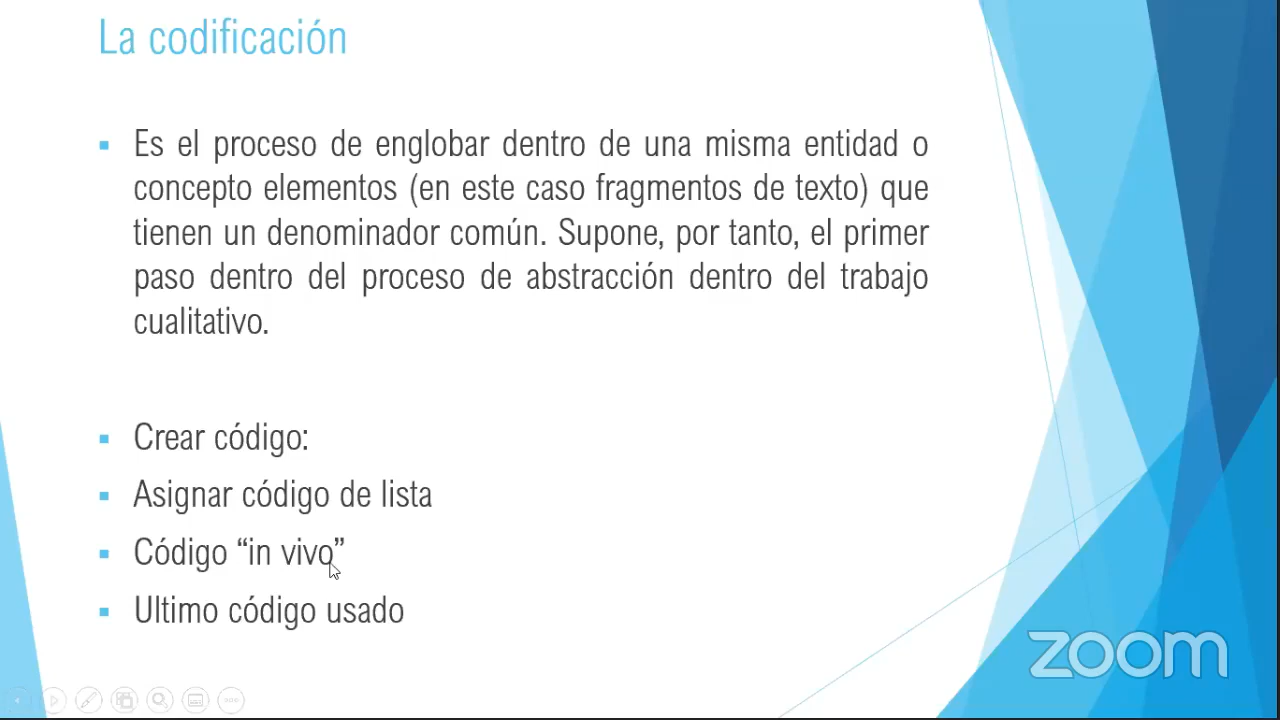 La codificación
Es el proceso de englobar dentro de una misma entidad o
concepto elementos (en este caso fragmentos de texto) que
tienen un denominador común. Supone, por tanto, el primer
paso dentro del proceso de abstracción dentro del trabajo
cualitativo.
Crear código:
Asignar código de lista
Código “in vivo”
Ultimo código usado
zoom